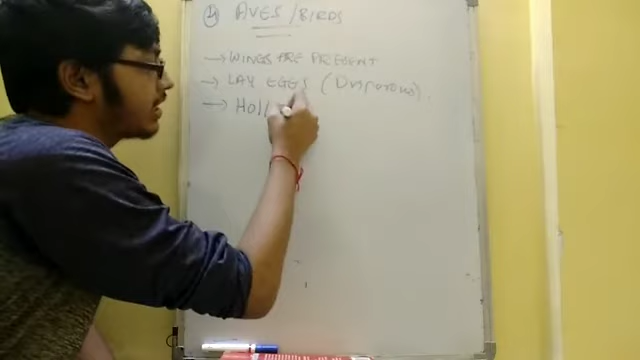 ④ AVES / BIRDS
→ WINGS ARE PRESENT
→ LAY EGGS (Oviparous)
→ Holl